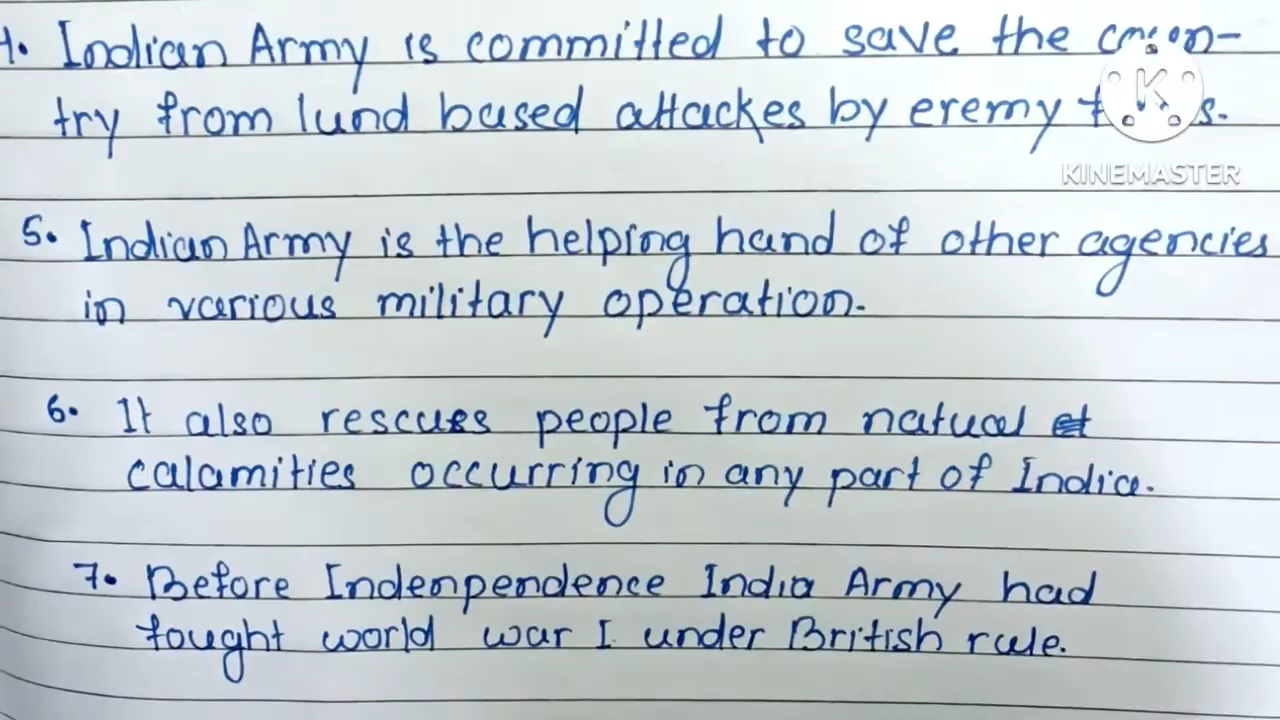 4. Indian Army is committed to save the coun-
try from lund based attackes by eremy
KINEMASTER
5. Indian Army is the helping hand of other agencies
in various military operation.
6. It also rescues people from natual
calamities occurring in any part of India.
7. Before Indenpendence India Army had
fought world war I under British rule.